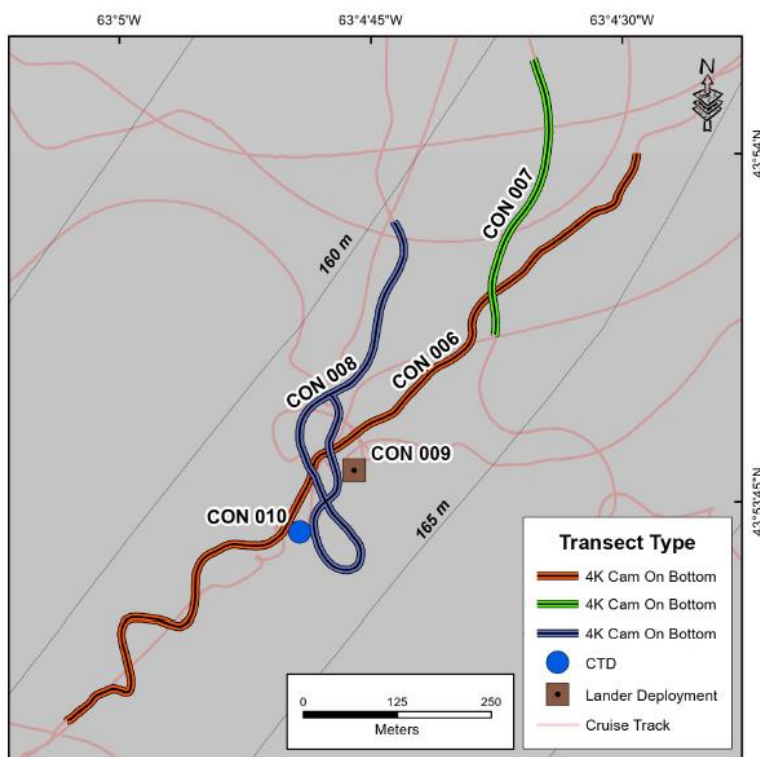 63°5'W
63°4'45"W
63°4'30"W
N
43°54'N
CON 007
160 m
CON 006
CON 008
CON 009
43°53'45"N
165 m
CON 010
Transect Type
4K Cam On Bottom
4K Cam On Bottom
4K Cam On Bottom
CTD
Lander Deployment
Cruise Track
0 125 250
Meters